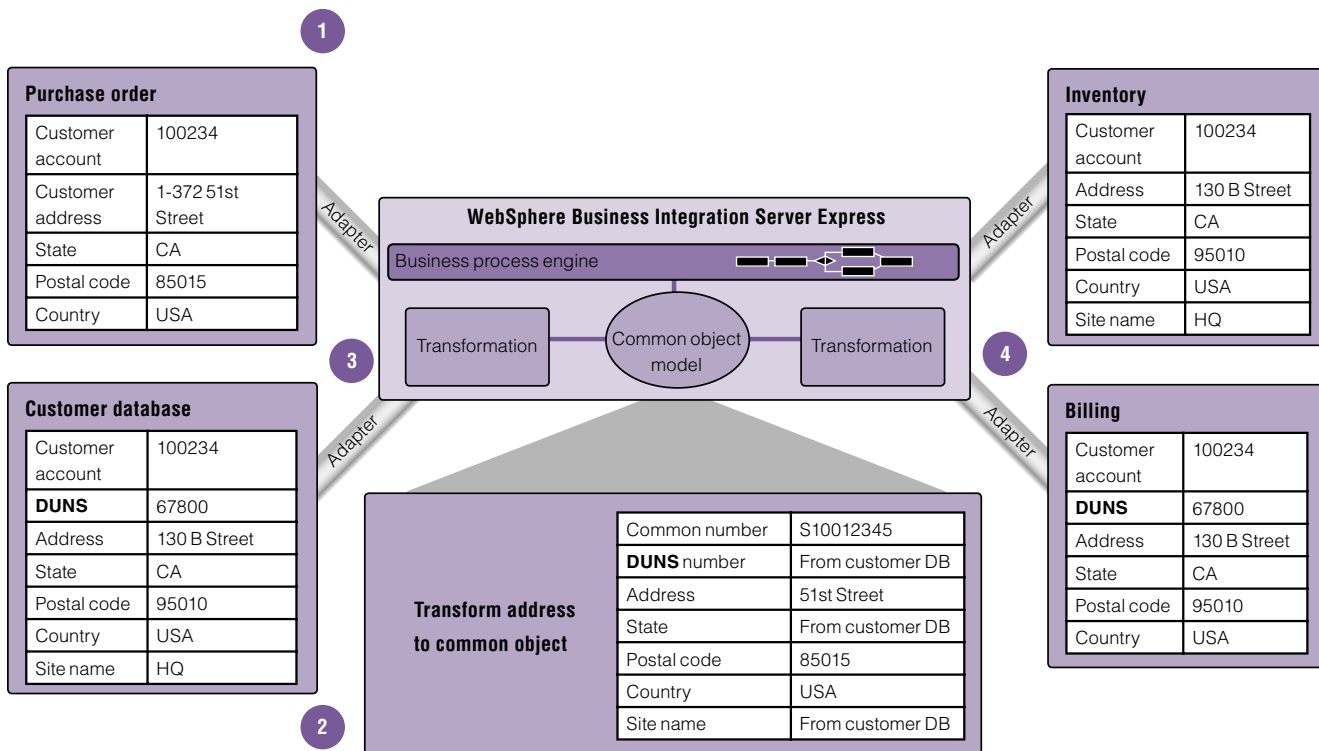 1
Purchase order
Customer account 100234
Customer address 1-372 51st Street
State CA
Postal code 85015
Country USA
Adapter
3
Customer database
Customer account 100234
DUNS 67800
Address 130 B Street
State CA
Postal code 95010
Country USA
Site name HQ
Adapter
2
WebSphere Business Integration Server Express
Business process engine
Transformation
Common object model
Transformation
Transform address
to common object
Common number S10012345
DUNS number From customer DB
Address 51st Street
State From customer DB
Postal code 85015
Country USA
Site name From customer DB
Adapter
Inventory
Customer account 100234
Address 130 B Street
State CA
Postal code 95010
Country USA
Site name HQ
4
Adapter
Billing
Customer account 100234
DUNS 67800
Address 130 B Street
State CA
Postal code 95010
Country USA